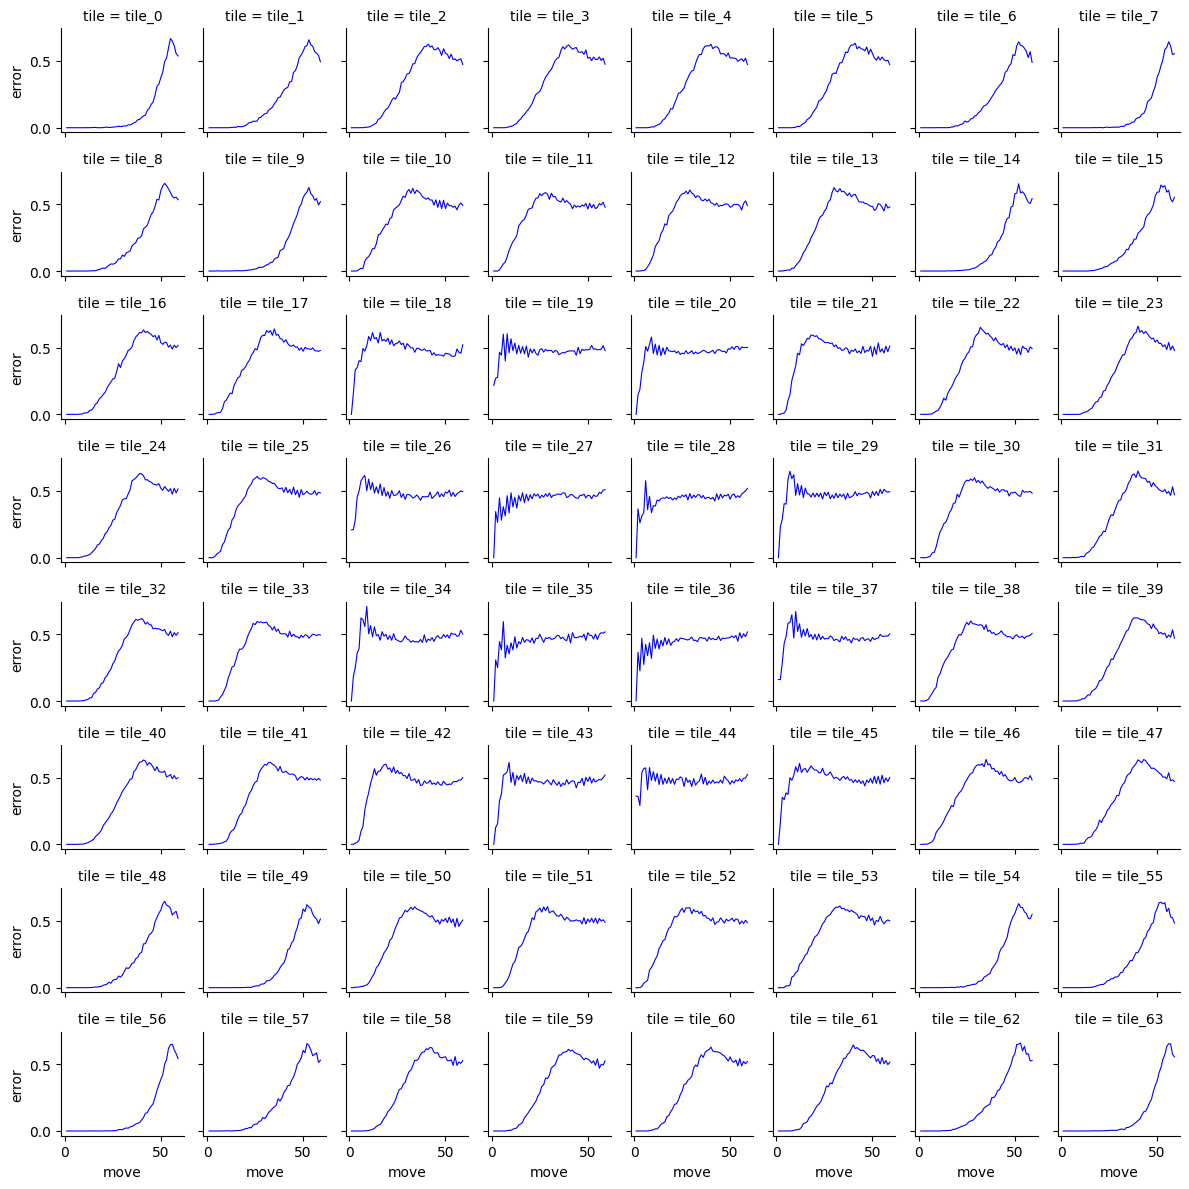 tile = tile_0 tile = tile_1 tile = tile_2 tile = tile_3 tile = tile_4 tile = tile_5 tile = tile_6 tile = tile_7
error
0.5
0.0
tile = tile_8 tile = tile_9 tile = tile_10 tile = tile_11 tile = tile_12 tile = tile_13 tile = tile_14 tile = tile_15
error
0.5
0.0
tile = tile_16 tile = tile_17 tile = tile_18 tile = tile_19 tile = tile_20 tile = tile_21 tile = tile_22 tile = tile_23
error
0.5
0.0
tile = tile_24 tile = tile_25 tile = tile_26 tile = tile_27 tile = tile_28 tile = tile_29 tile = tile_30 tile = tile_31
error
0.5
0.0
tile = tile_32 tile = tile_33 tile = tile_34 tile = tile_35 tile = tile_36 tile = tile_37 tile = tile_38 tile = tile_39
error
0.5
0.0
tile = tile_40 tile = tile_41 tile = tile_42 tile = tile_43 tile = tile_44 tile = tile_45 tile = tile_46 tile = tile_47
error
0.5
0.0
tile = tile_48 tile = tile_49 tile = tile_50 tile = tile_51 tile = tile_52 tile = tile_53 tile = tile_54 tile = tile_55
error
0.5
0.0
tile = tile_56 tile = tile_57 tile = tile_58 tile = tile_59 tile = tile_60 tile = tile_61 tile = tile_62 tile = tile_63
error
0.5
0.0
0 50 0 50 0 50 0 50 0 50 0 50 0 50 0 50
move move move move move move move move